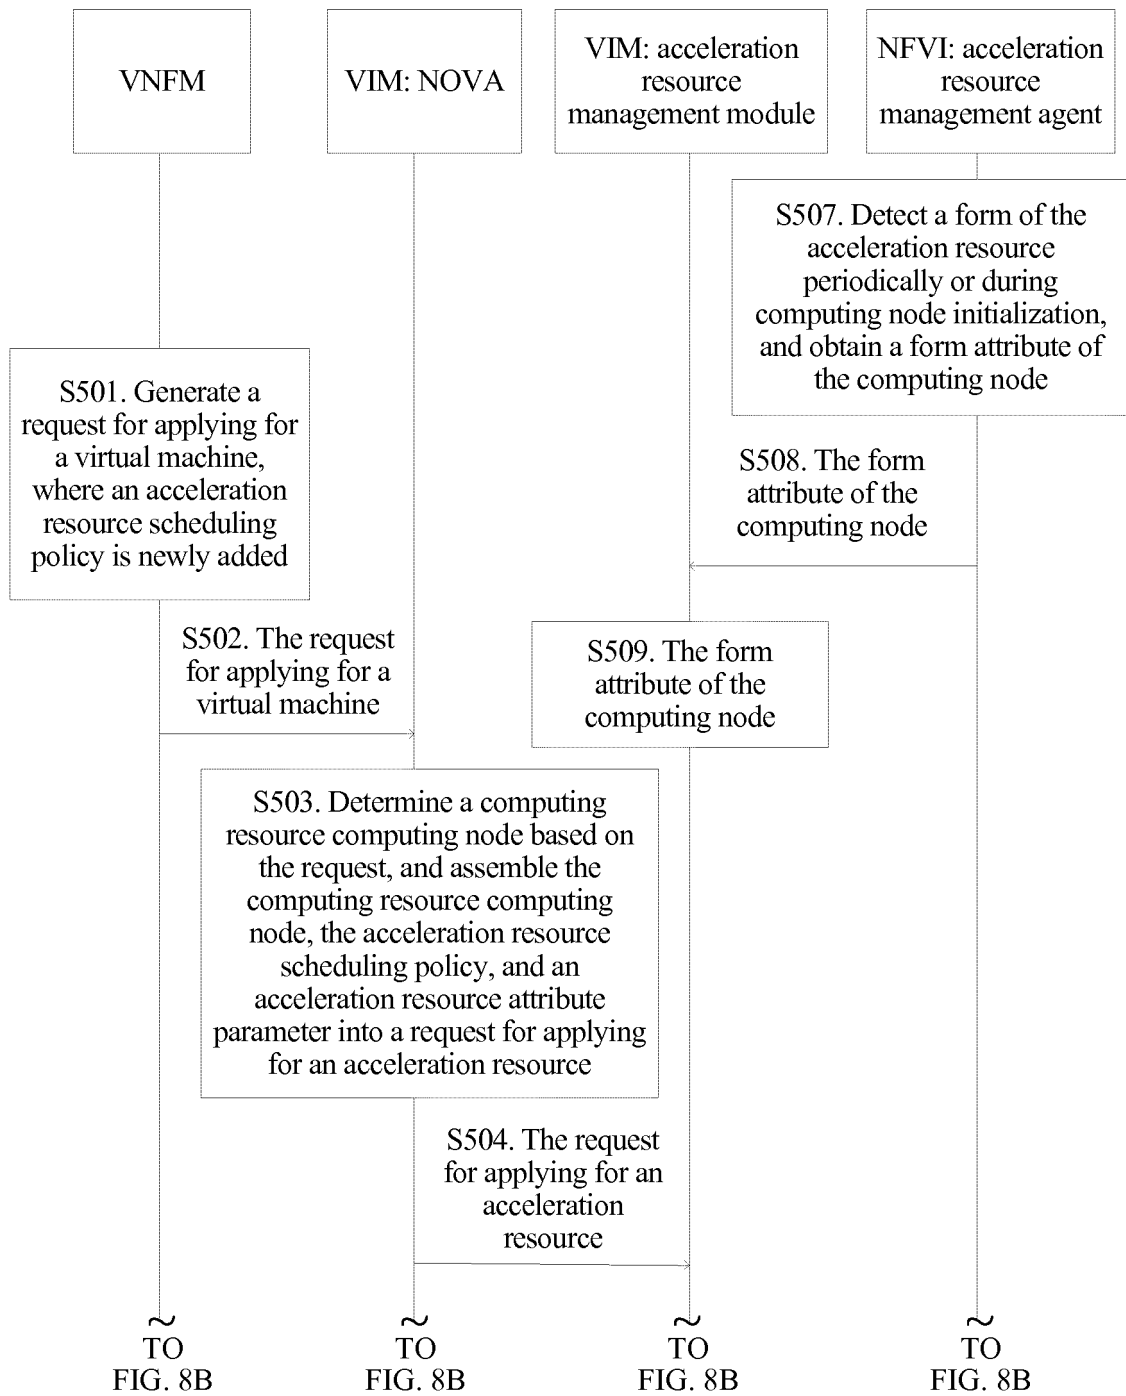 VNFM
VIM: NOVA
VIM: acceleration
resource
management module
NFVI: acceleration
resource
management agent
S507. Detect a form of the
acceleration resource
periodically or during
computing node initialization,
and obtain a form attribute of
the computing node
S501. Generate a
request for applying for
a virtual machine,
where an acceleration
resource scheduling
policy is newly added
S508. The form
attribute of the
computing node
S502. The request
for applying for a
virtual machine
S509. The form
attribute of the
computing node
S503. Determine a computing
resource computing node based on
the request, and assemble the
computing resource computing
node, the acceleration resource
scheduling policy, and an
acceleration resource attribute
parameter into a request for applying
for an acceleration resource
S504. The request
for applying for an
acceleration
resource
TO
FIG. 8B
TO
FIG. 8B
TO
FIG. 8B
TO
FIG. 8B